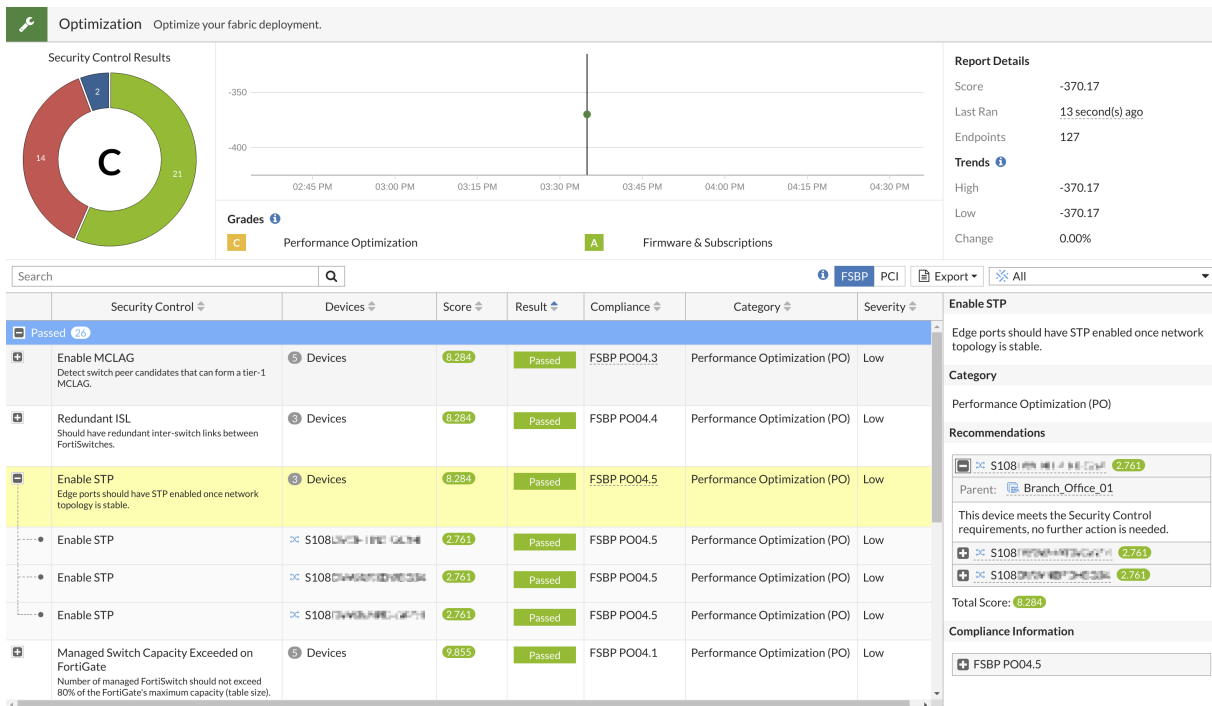 Optimization Optimize your fabric deployment.
Security Control Results
2
14
C
21
-350
-400
02:45 PM 03:00 PM 03:15 PM 03:30 PM 03:45 PM 04:00 PM 04:15 PM 04:30 PM
Grades
C Performance Optimization A Firmware & Subscriptions
Report Details
Score -370.17
Last Ran 13 second(s) ago
Endpoints 127
Trends
High -370.17
Low -370.17
Change 0.00%
Search FSBP PCI Export All
Security Control Devices Score Result Compliance Category Severity
Passed 26
Enable MCLAG 5 Devices 8.284 Passed FSBP PO04.3 Performance Optimization (PO) Low
Detect switch peer candidates that can form a tier-1
MCLAG.
Redundant ISL 3 Devices 8.284 Passed FSBP PO04.4 Performance Optimization (PO) Low
Should have redundant inter-switch links between
FortiSwitches.
Enable STP 3 Devices 8.284 Passed FSBP PO04.5 Performance Optimization (PO) Low
Edge ports should have STP enabled once network
topology is stable.
Enable STP S108 2.761 Passed FSBP PO04.5 Performance Optimization (PO) Low
Enable STP S108 2.761 Passed FSBP PO04.5 Performance Optimization (PO) Low
Enable STP S108 2.761 Passed FSBP PO04.5 Performance Optimization (PO) Low
Managed Switch Capacity Exceeded on 5 Devices 9.855 Passed FSBP PO04.1 Performance Optimization (PO) Low
FortiGate
Number of managed FortiSwitch should not exceed
80% of the FortiGate's maximum capacity (table size).
Enable STP
Edge ports should have STP enabled once network
topology is stable.
Category
Performance Optimization (PO)
Recommendations
S108 2.761
Parent: Branch_Office_01
This device meets the Security Control
requirements, no further action is needed.
S108 2.761
S108 2.761
Total Score: 8.284
Compliance Information
FSBP PO04.5